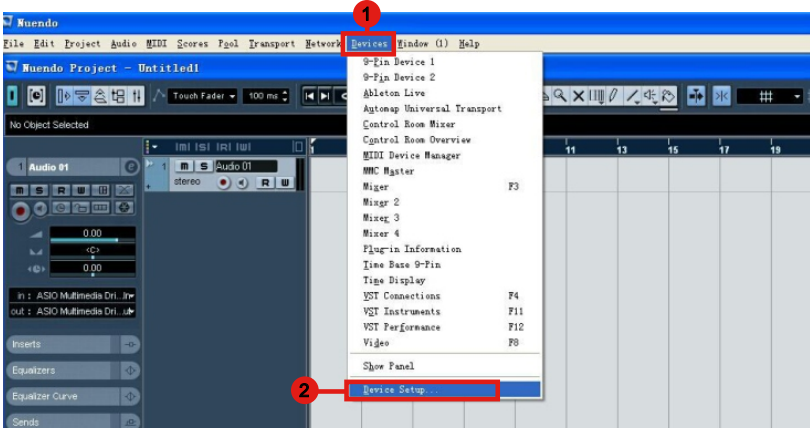 1
Nuendo
File Edit Project Audio MIDI Scores Pool Transport Network Devices Window (1) Help
Nuendo Project - Untitled1
Touch Fader 100 ms
No Object Selected
11 13 15 17 19
1 Audio 01 e
M S R W
0.00
<C>
0.00
in : ASIO Multimedia Dri...In
out : ASIO Multimedia Dri...ut
Inserts
Equalizers
Equalizer Curve
Sends
1 M S Audio 01
stereo R W
9-Pin Device 1
9-Pin Device 2
Ableton Live
Automap Universal Transport
Control Room Mixer
Control Room Overview
MIDI Device Manager
MMC Master
Mixer F3
Mixer 2
Mixer 3
Mixer 4
Plug-in Information
Time Base 9-Pin
Time Display
VST Connections F4
VST Instruments F11
VST Performance F12
Video F8
Show Panel
2
Device Setup...